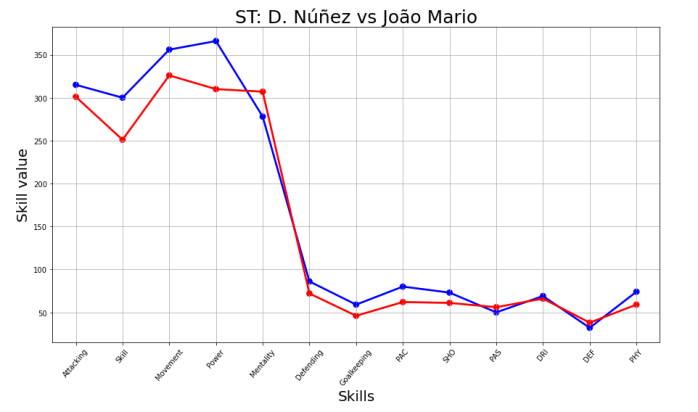 ST: D. Núñez vs João Mario
Skill value
350
300
250
200
150
100
50
Attacking
Skill
Movement
Power
Mentality
Defending
Goalkeeping
PAC
SHO
PAS
DRI
DEF
PHY
Skills